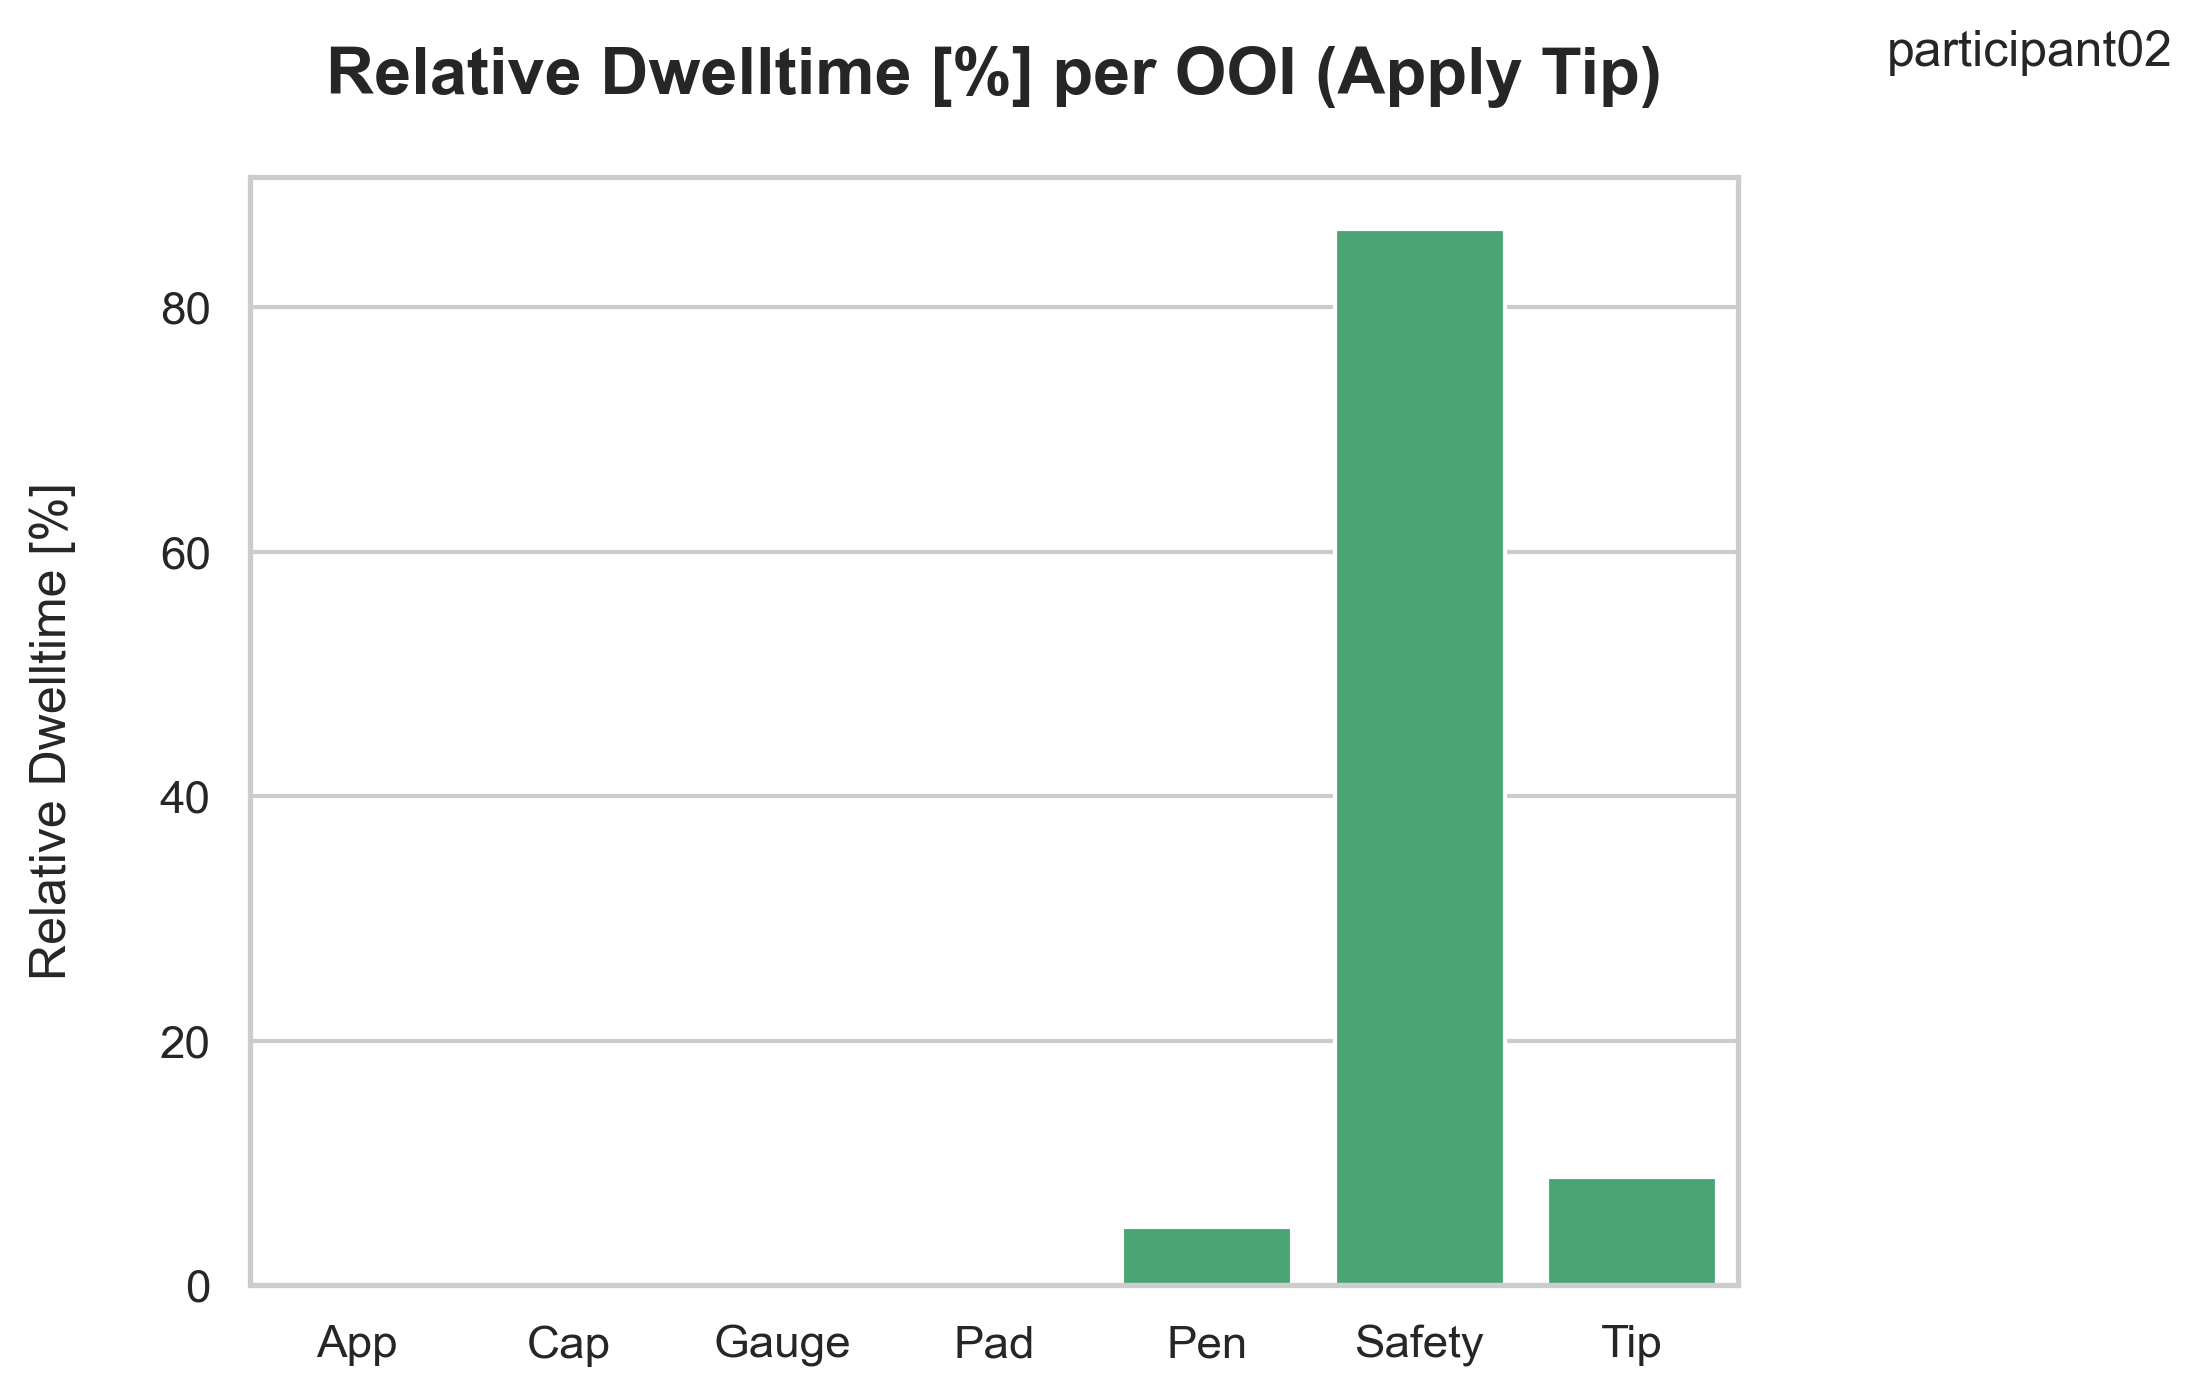 Relative Dwelltime [%] per OOI (Apply Tip)
participant02
Relative Dwelltime [%]
80
60
40
20
0
App Cap Gauge Pad Pen Safety Tip